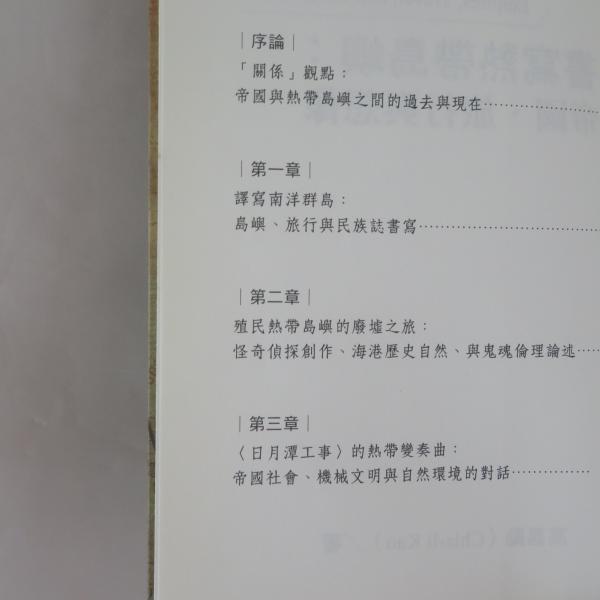 ｜序論｜
「關係」觀點：
帝國與熱帶島嶼之間的過去與現在……………
｜第一章｜
譯寫南洋群島：
島嶼、旅行與民族誌書寫……………………
｜第二章｜
殖民熱帶島嶼的廢墟之旅：
怪奇偵探創作、海港歷史自然、與鬼魂倫理論述……
｜第三章｜
〈日月潭工事〉的熱帶變奏曲：
帝國社會、機械文明與自然環境的對話……………